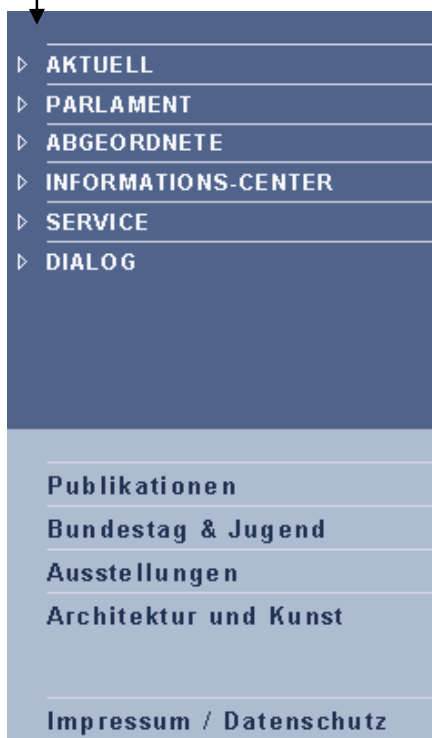 AKTUELL
PARLAMENT
ABGEORDNETE
INFORMATIONS-CENTER
SERVICE
DIALOG
Publikationen
Bundestag & Jugend
Ausstellungen
Architektur und Kunst
Impressum / Datenschutz